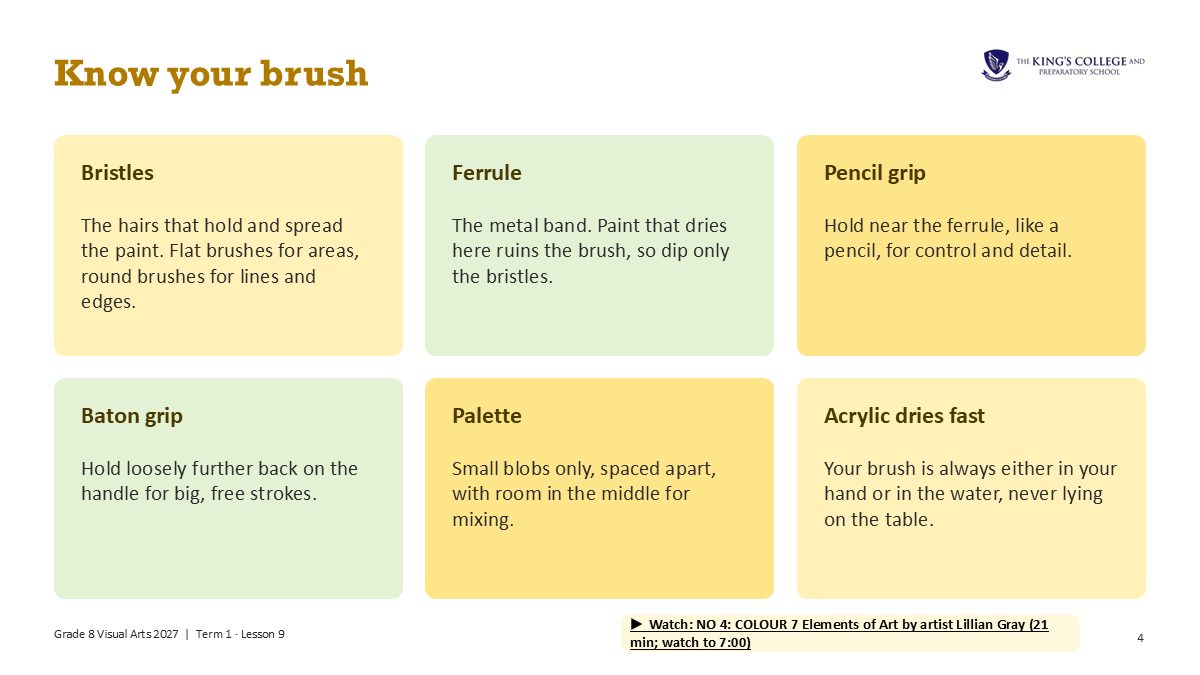 Know your brush
THE KING'S COLLEGE AND
PREPARATORY SCHOOL
Bristles
The hairs that hold and spread
the paint. Flat brushes for areas,
round brushes for lines and
edges.
Ferrule
The metal band. Paint that dries
here ruins the brush, so dip only
the bristles.
Pencil grip
Hold near the ferrule, like a
pencil, for control and detail.
Baton grip
Hold loosely further back on the
handle for big, free strokes.
Palette
Small blobs only, spaced apart,
with room in the middle for
mixing.
Acrylic dries fast
Your brush is always either in your
hand or in the water, never lying
on the table.
Grade 8 Visual Arts 2027 | Term 1 · Lesson 9
▶ Watch: NO 4: COLOUR 7 Elements of Art by artist Lillian Gray (21
min; watch to 7:00)
4